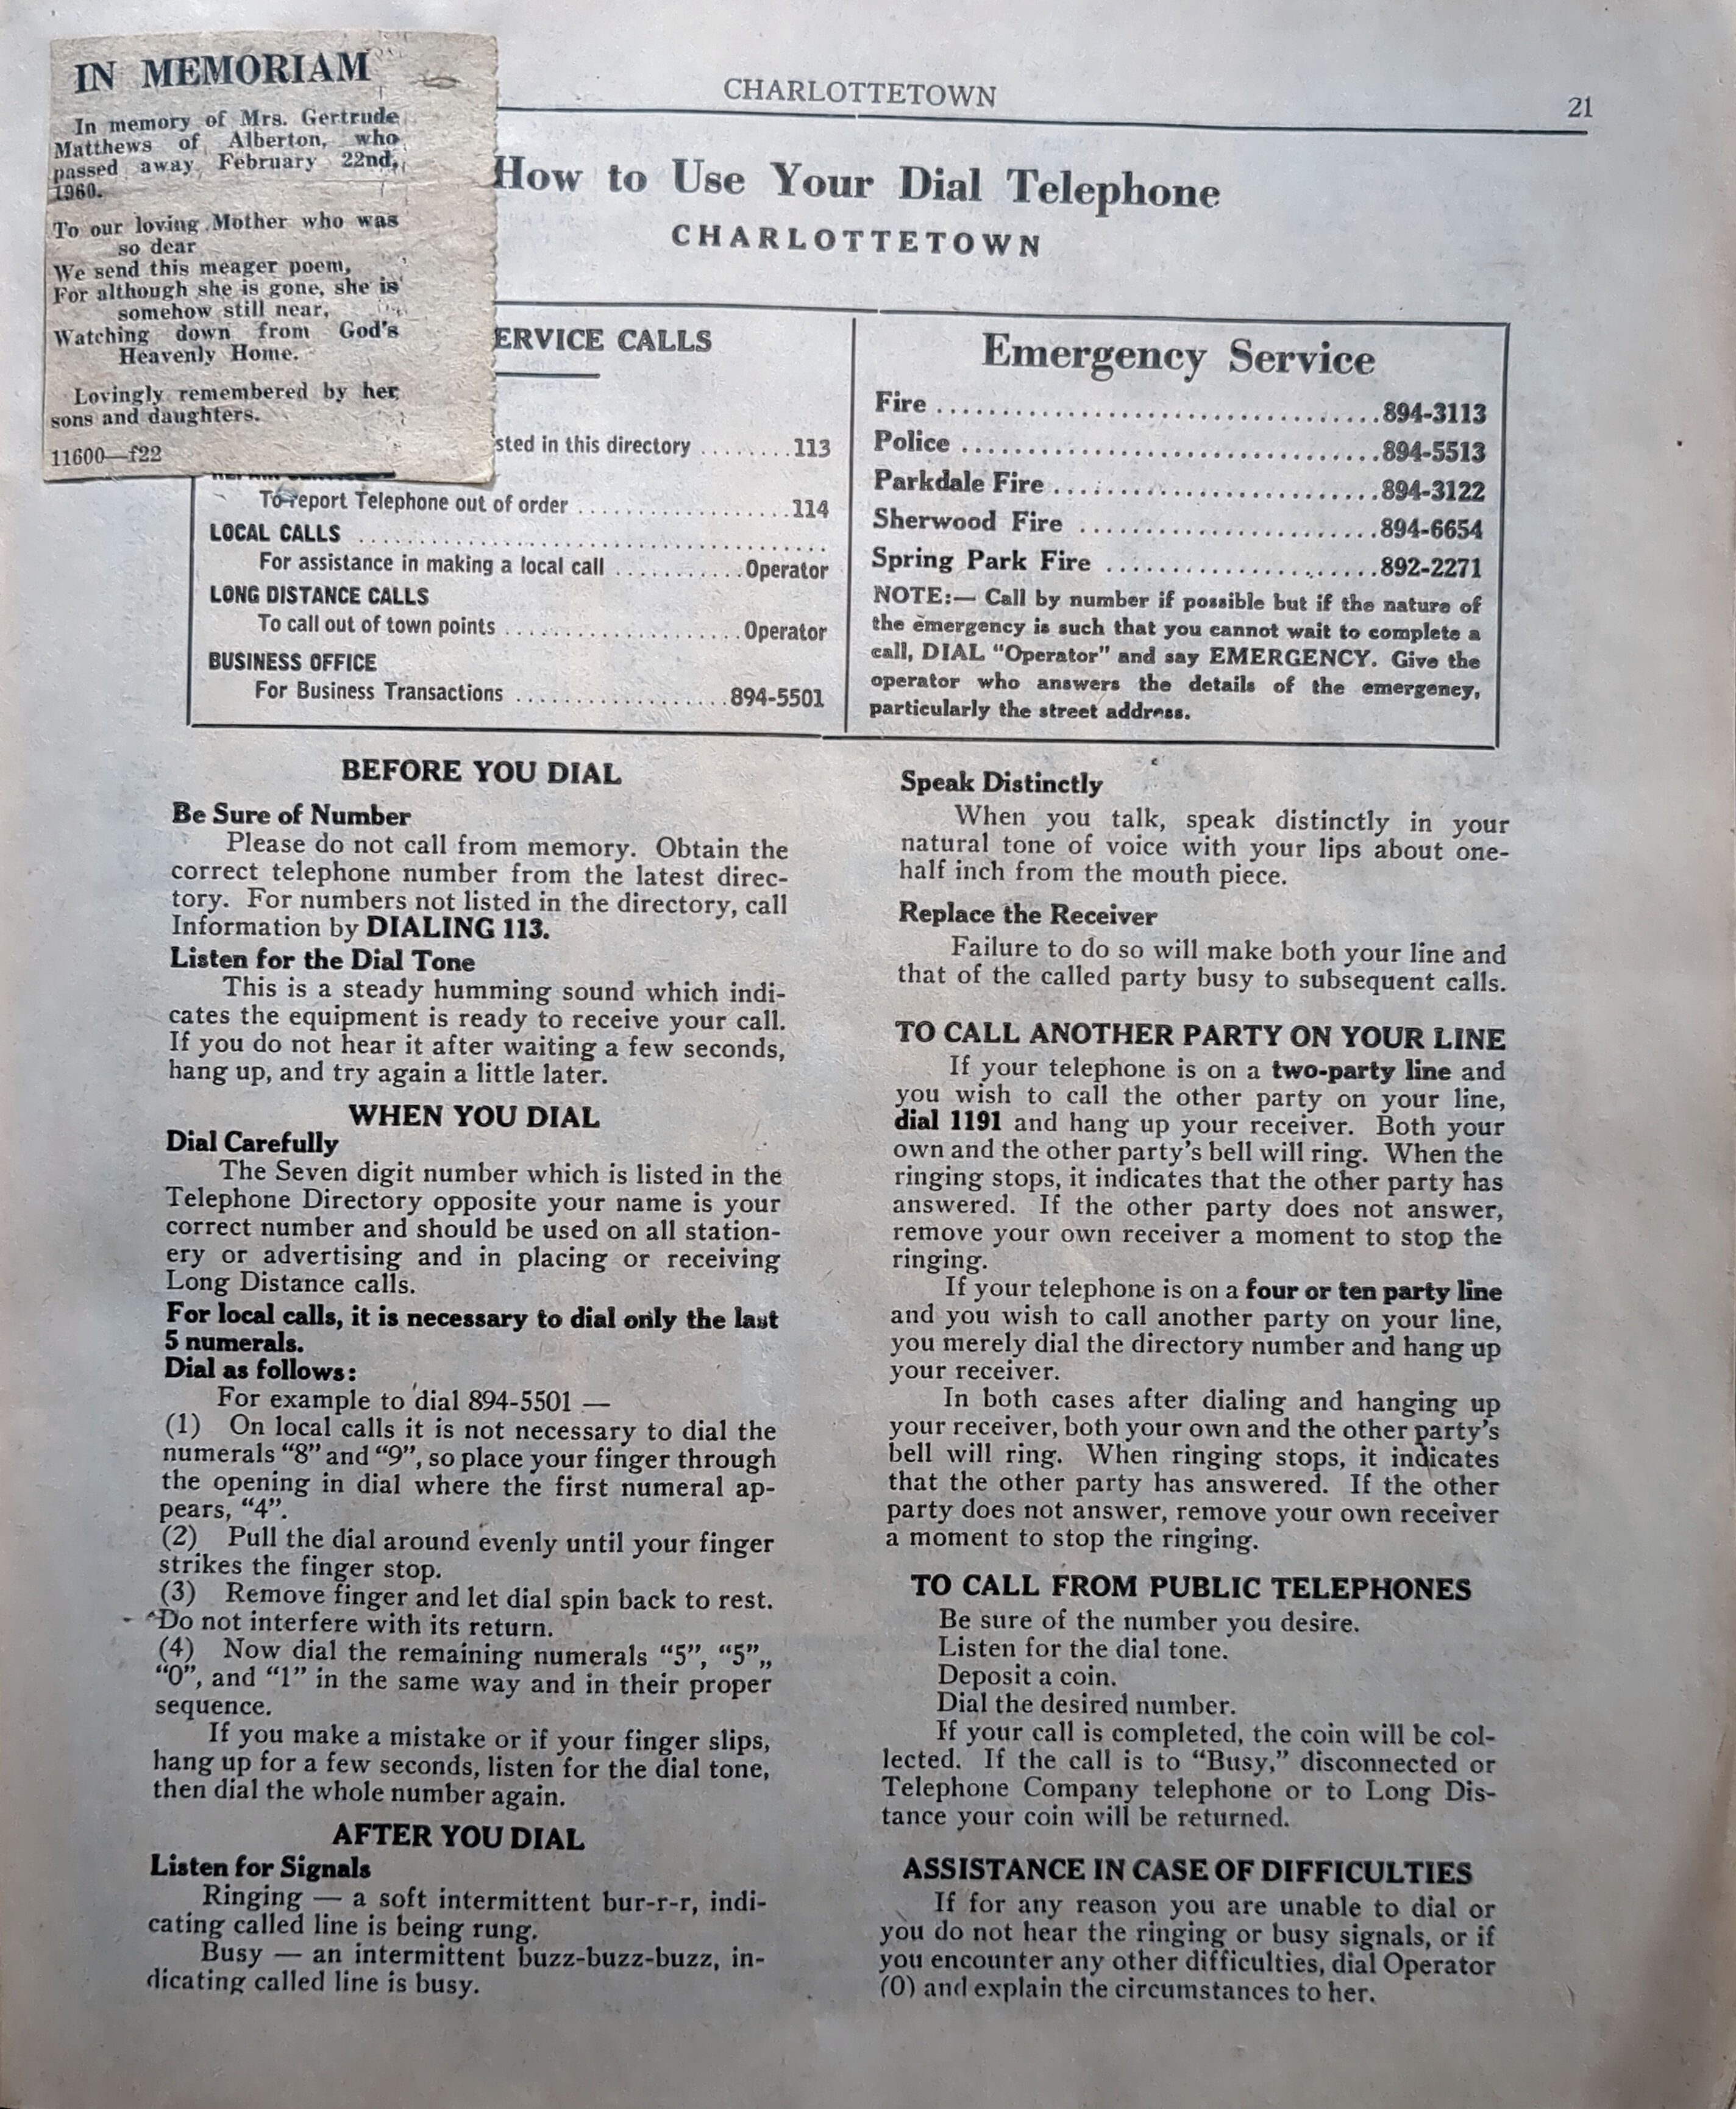 IN MEMORIAM
In memory of Mrs. Gertrude
Matthews of Alberton, who
passed away February 22nd,
1960.
To our loving Mother who was
so dear
We send this meager poem,
For although she is gone, she is
somehow still near,
Watching down from God's
Heavenly Home.
Lovingly remembered by her
sons and daughters.
11600—f22
CHARLOTTETOWN
21
How to Use Your Dial Telephone
CHARLOTTETOWN
ERVICE CALLS
sted in this directory ........113
To report Telephone out of order ..................114
LOCAL CALLS ........................................
For assistance in making a local call ...........Operator
LONG DISTANCE CALLS
To call out of town points .....................Operator
BUSINESS OFFICE
For Business Transactions ...................894-5501
Emergency Service
Fire ..................................894-3113
Police ................................894-5513
Parkdale Fire .........................894-3122
Sherwood Fire .......................894-6654
Spring Park Fire .....................892-2271
NOTE:— Call by number if possible but if the nature of
the emergency is such that you cannot wait to complete a
call, DIAL "Operator" and say EMERGENCY. Give the
operator who answers the details of the emergency,
particularly the street address.
BEFORE YOU DIAL
Be Sure of Number
Please do not call from memory. Obtain the
correct telephone number from the latest direc-
tory. For numbers not listed in the directory, call
Information by DIALING 113.
Listen for the Dial Tone
This is a steady humming sound which indi-
cates the equipment is ready to receive your call.
If you do not hear it after waiting a few seconds,
hang up, and try again a little later.
WHEN YOU DIAL
Dial Carefully
The Seven digit number which is listed in the
Telephone Directory opposite your name is your
correct number and should be used on all station-
ery or advertising and in placing or receiving
Long Distance calls.
For local calls, it is necessary to dial only the last
5 numerals.
Dial as follows:
For example to dial 894-5501 —
(1) On local calls it is not necessary to dial the
numerals "8" and "9", so place your finger through
the opening in dial where the first numeral ap-
pears, "4".
(2) Pull the dial around evenly until your finger
strikes the finger stop.
(3) Remove finger and let dial spin back to rest.
Do not interfere with its return.
(4) Now dial the remaining numerals "5", "5",,
"0", and "1" in the same way and in their proper
sequence.
If you make a mistake or if your finger slips,
hang up for a few seconds, listen for the dial tone,
then dial the whole number again.
AFTER YOU DIAL
Listen for Signals
Ringing — a soft intermittent bur-r-r, indi-
cating called line is being rung.
Busy — an intermittent buzz-buzz-buzz, in-
dicating called line is busy.
Speak Distinctly
When you talk, speak distinctly in your
natural tone of voice with your lips about one-
half inch from the mouth piece.
Replace the Receiver
Failure to do so will make both your line and
that of the called party busy to subsequent calls.
TO CALL ANOTHER PARTY ON YOUR LINE
If your telephone is on a two-party line and
you wish to call the other party on your line,
dial 1191 and hang up your receiver. Both your
own and the other party's bell will ring. When the
ringing stops, it indicates that the other party has
answered. If the other party does not answer,
remove your own receiver a moment to stop the
ringing.
If your telephone is on a four or ten party line
and you wish to call another party on your line,
you merely dial the directory number and hang up
your receiver.
In both cases after dialing and hanging up
your receiver, both your own and the other party's
bell will ring. When ringing stops, it indicates
that the other party has answered. If the other
party does not answer, remove your own receiver
a moment to stop the ringing.
TO CALL FROM PUBLIC TELEPHONES
Be sure of the number you desire.
Listen for the dial tone.
Deposit a coin.
Dial the desired number.
If your call is completed, the coin will be col-
lected. If the call is to "Busy," disconnected or
Telephone Company telephone or to Long Dis-
tance your coin will be returned.
ASSISTANCE IN CASE OF DIFFICULTIES
If for any reason you are unable to dial or
you do not hear the ringing or busy signals, or if
you encounter any other difficulties, dial Operator
(0) and explain the circumstances to her.